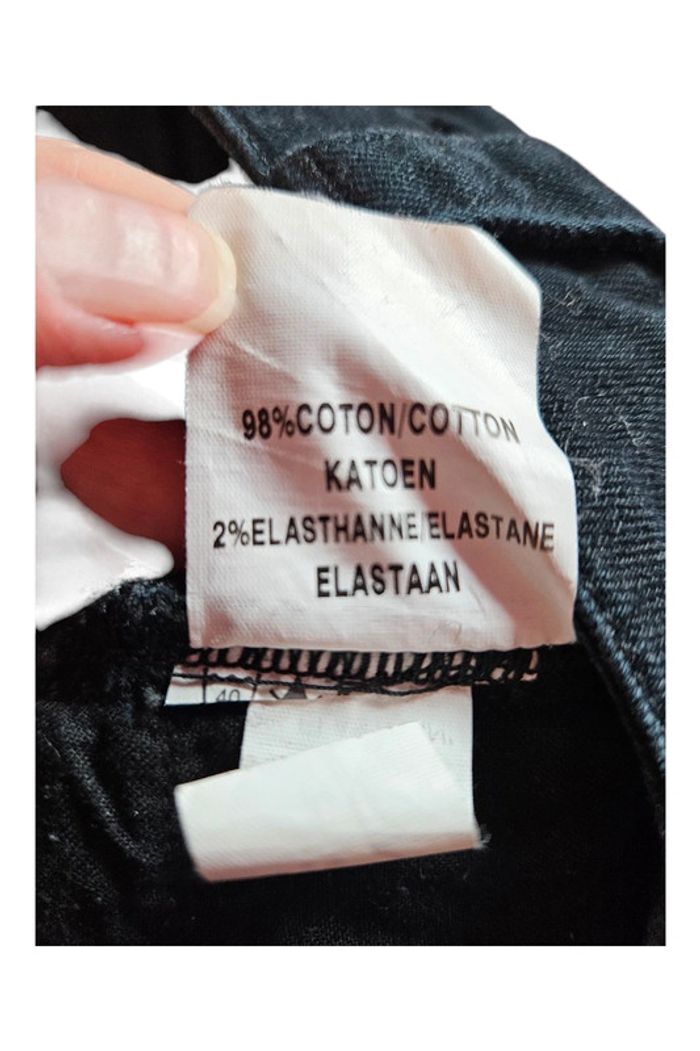 98%COTON/COTTON
KATOEN
2%ELASTHANNE/ELASTANE
ELASTAAN
40